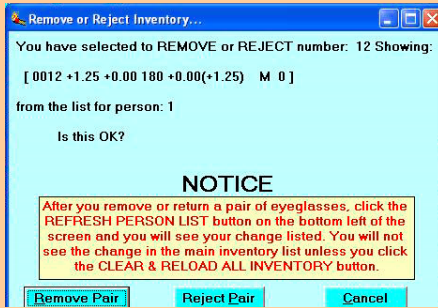 Remove or Reject Inventory...
You have selected to REMOVE or REJECT number: 12 Showing:
[ 0012 +1.25 +0.00 180 +0.00(+1.25) M 0 ]
from the list for person: 1
Is this OK?
NOTICE
After you remove or return a pair of eyeglasses, click the
REFRESH PERSON LIST button on the bottom left of the
screen and you will see your change listed. You will not
see the change in the main inventory list unless you click
the CLEAR & RELOAD ALL INVENTORY button.
Remove Pair Reject Pair Cancel